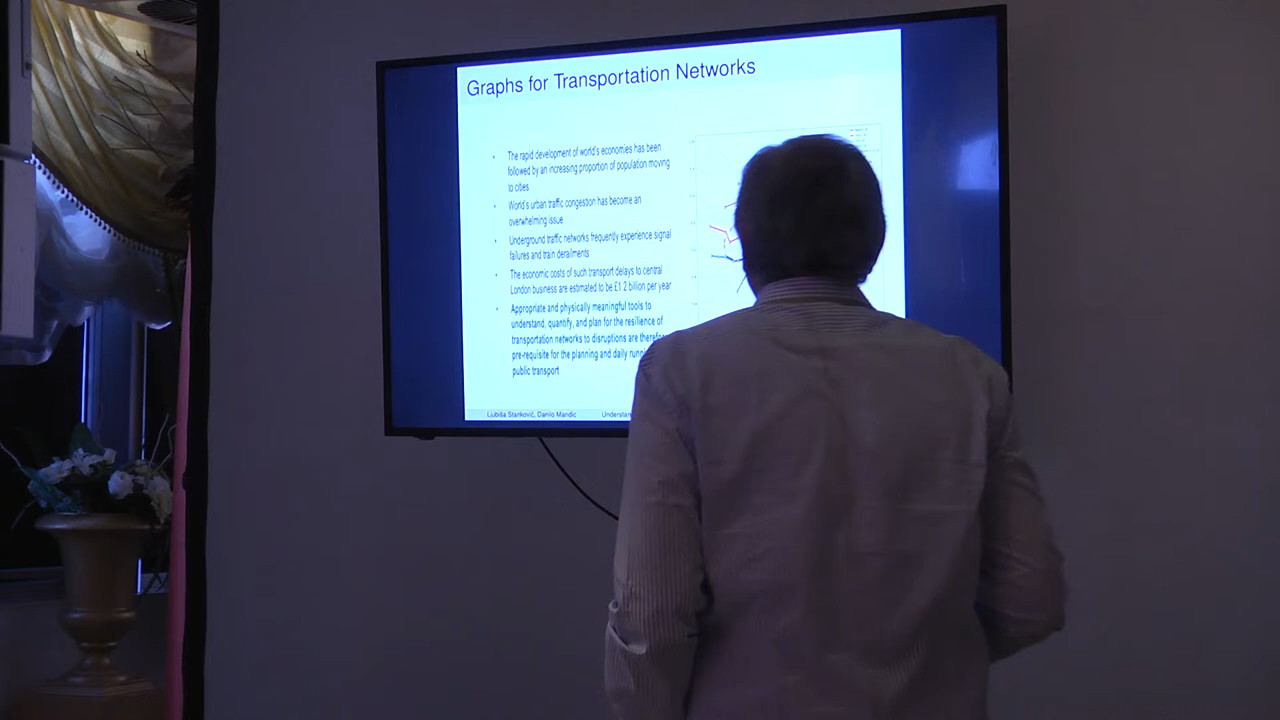 Graphs for Transportation Networks
The rapid development of world's economies has been
followed by an increasing proportion of population moving
to cities
World's urban traffic congestion has become an
overwhelming issue
Underground traffic networks frequently experience signal
failures and train derailments
The economic costs of such transport delays to central
London business are estimated to be £1.2 billion per year
Appropriate and physically meaningful tools to
understand, quantify, and plan for the resilience of
transportation networks to disruptions are
pre-requisite for the planning and daily
public transport
Ljubiša Stanković, Danilo Mandic